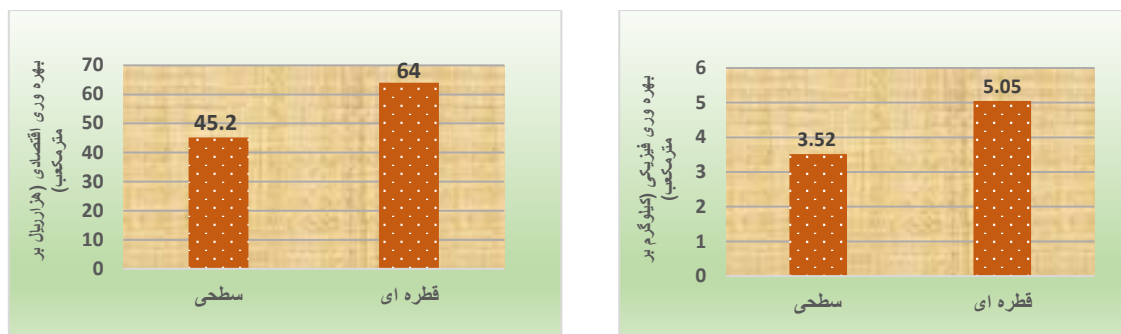 بهره وری اقتصادی (هزارریال بر
مترمکعب)
70
60
50
40
30
20
10
0
45.2
64
سطحی
قطره ای
بهره وری فیزیکی (کیلوگرم بر
مترمکعب)
6
5
4
3
2
1
0
3.52
5.05
سطحی
قطره ای